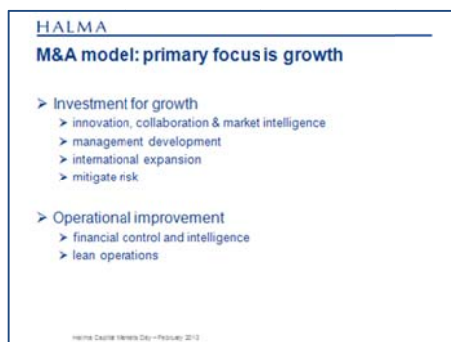 HALMA
M&A model: primary focus is growth
➢ Investment for growth
➢ innovation, collaboration & market intelligence
➢ management development
➢ international expansion
➢ mitigate risk
➢ Operational improvement
➢ financial control and intelligence
➢ lean operations
Halma Capital Markets Day – February 2013